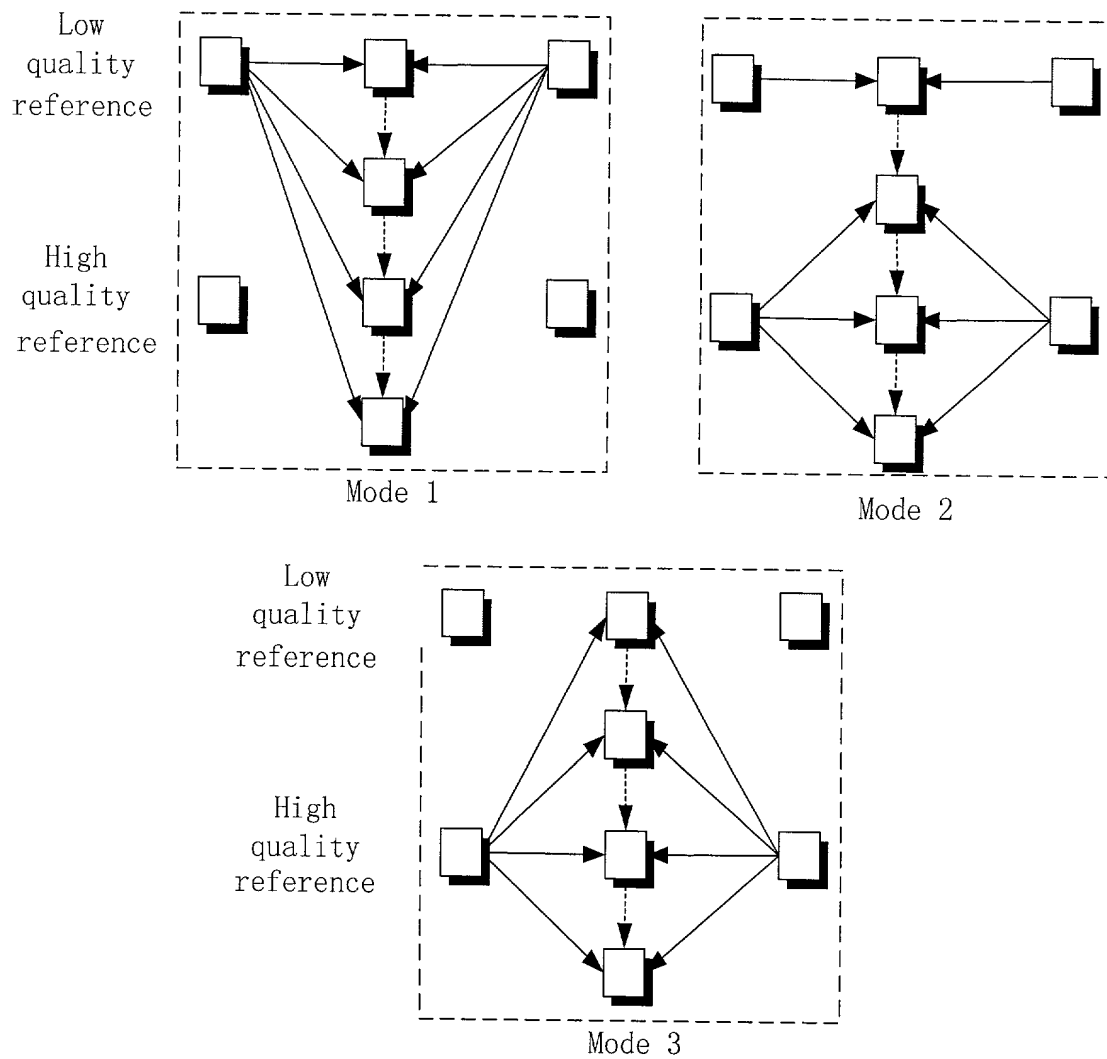 Low
quality
reference
High
quality
reference
Mode 1
Mode 2
Low
quality
reference
High
quality
reference
Mode 3